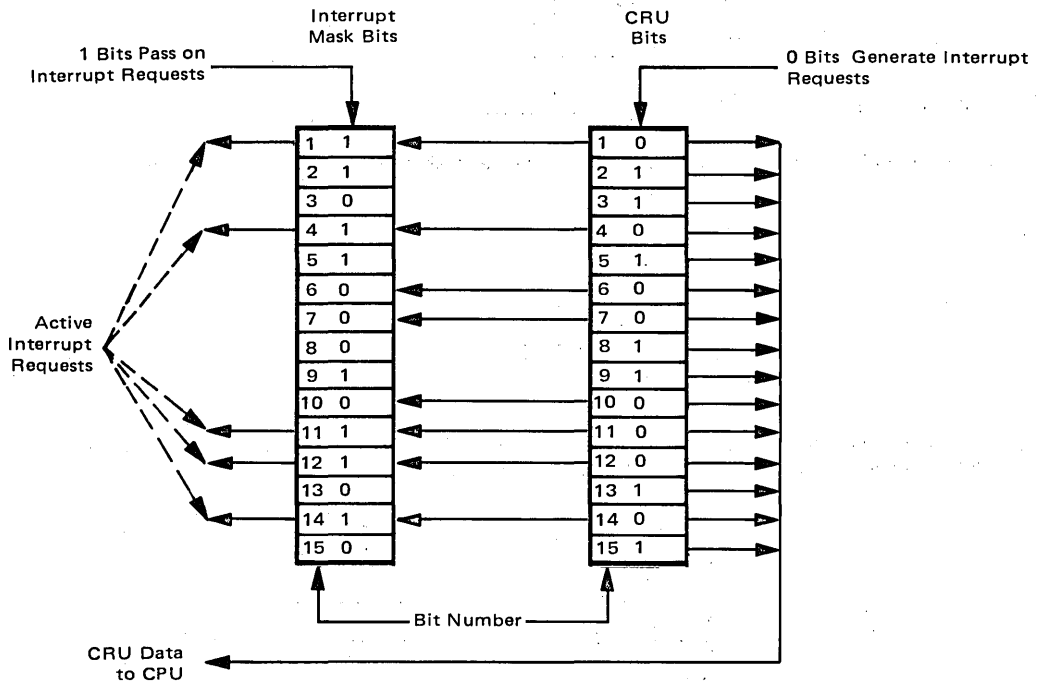 Interrupt
Mask Bits
CRU
Bits
1 Bits Pass on
Interrupt Requests
0 Bits Generate Interrupt
Requests
1 1
1 0
2 1
2 1
3 0
3 1
4 1
4 0
5 1
5 1
6 0
6 0
7 0
7 0
8 0
8 1
9 1
9 1
10 0
10 0
11 1
11 0
12 1
12 0
13 0
13 1
14 1
14 0
15 0
15 1
Active
Interrupt
Requests
Bit Number
CRU Data
to CPU